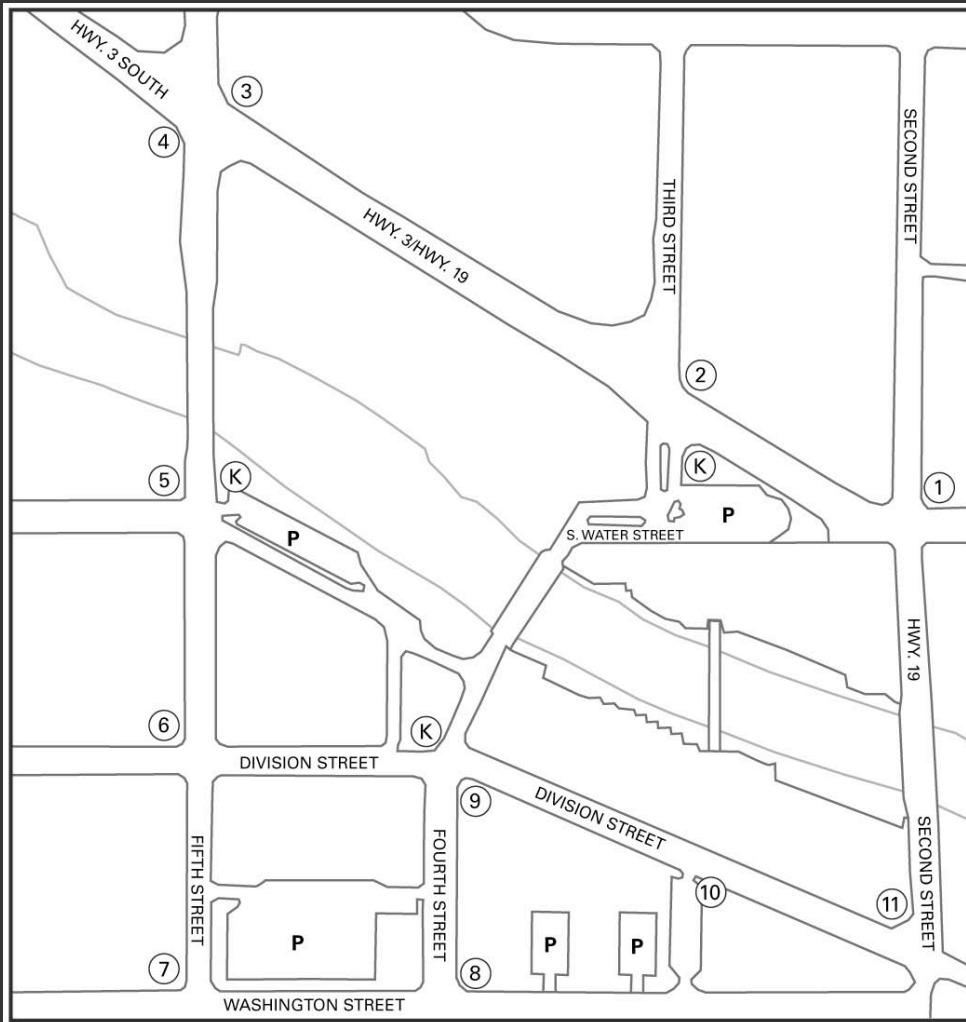 HWY. 3 SOUTH
3
4
SECOND STREET
THIRD STREET
HWY. 3/HWY. 19
2
K
K
5
1
P
P
S. WATER STREET
HWY. 19
6
K
DIVISION STREET
9
DIVISION STREET
FIFTH STREET
FOURTH STREET
SECOND STREET
10
11
P
P
P
7
8
WASHINGTON STREET